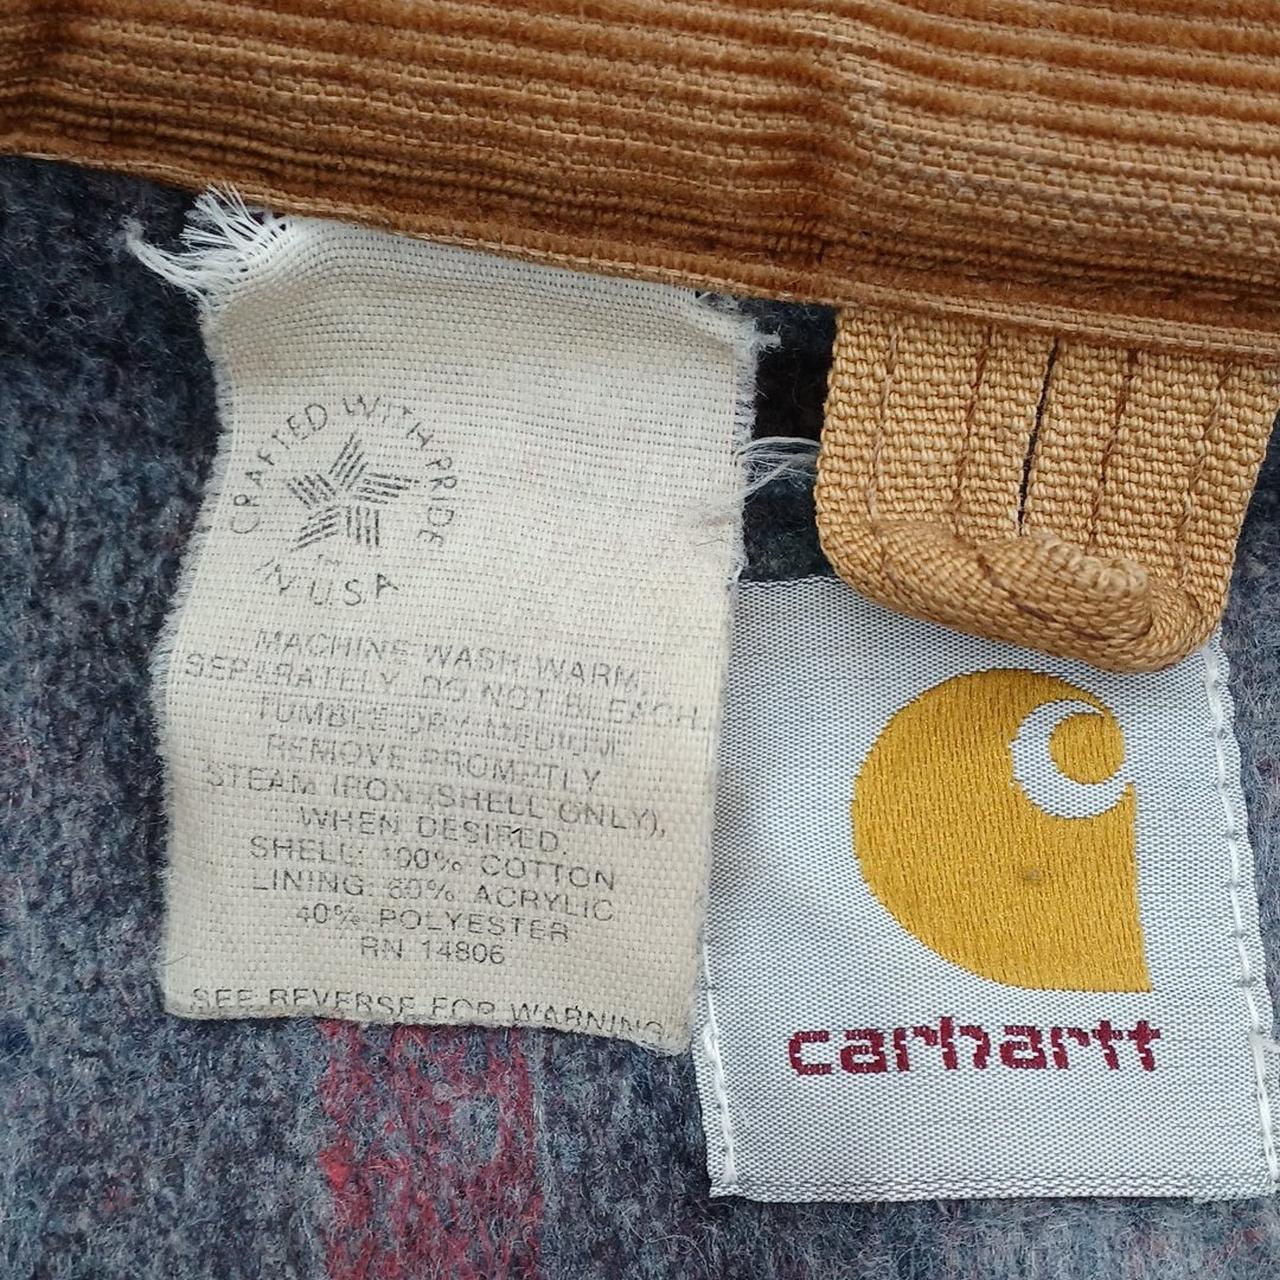 CRAFTED WITH PRIDE
IN U.S.A.
MACHINE WASH WARM,
SEPARATELY. DO NOT BLEACH.
TUMBLE DRY MEDIUM.
REMOVE PROMPTLY
STEAM IRON (SHELL ONLY),
WHEN DESIRED.
SHELL: 100% COTTON
LINING: 60% ACRYLIC
40% POLYESTER
RN 14806
SEE REVERSE FOR WARNING
carhartt